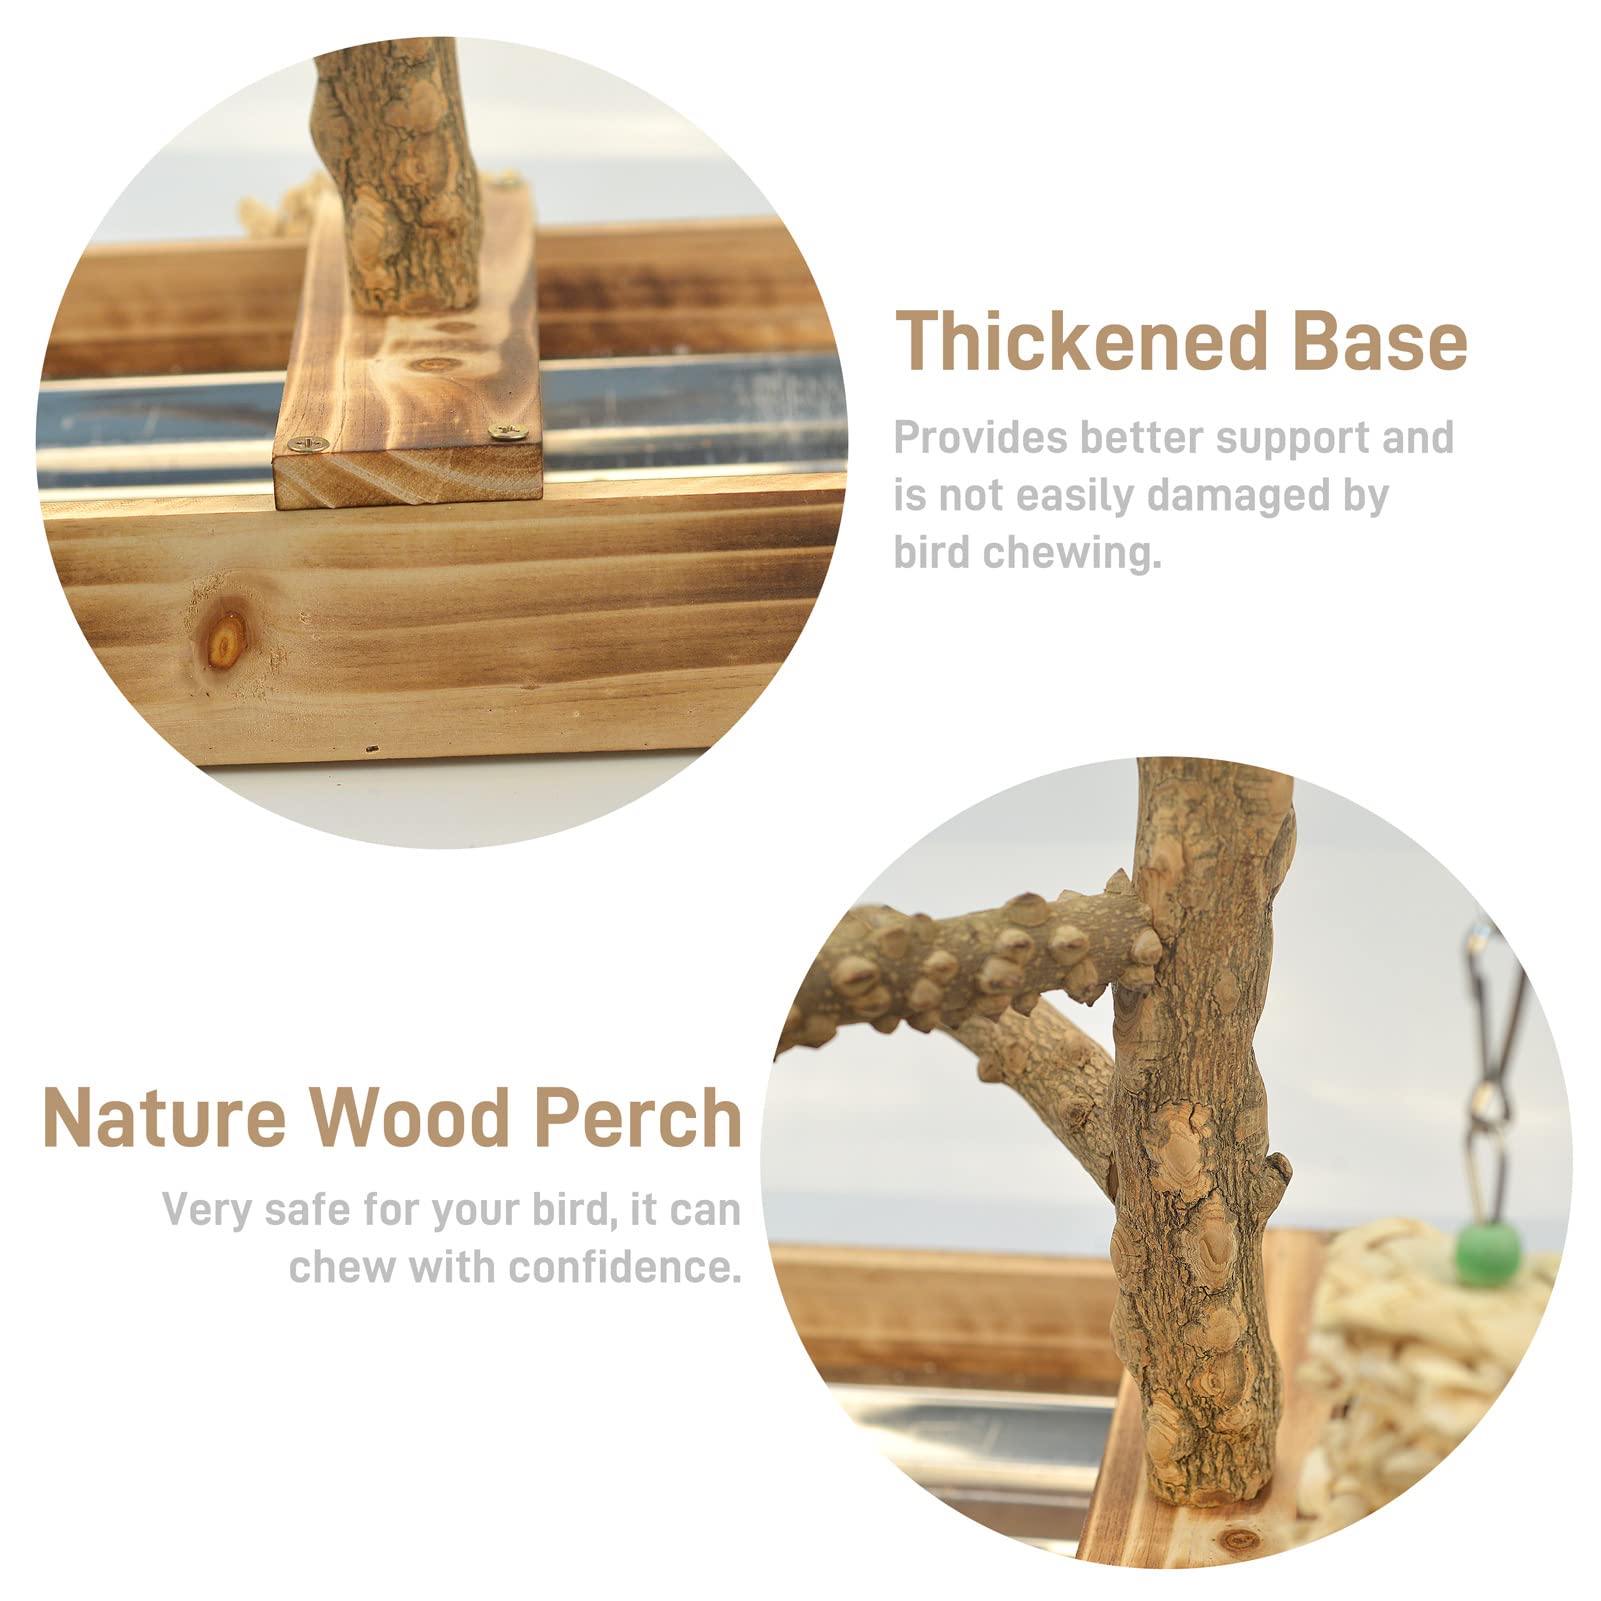 Thickened Base
Provides better support and
is not easily damaged by
bird chewing.
Nature Wood Perch
Very safe for your bird, it can
chew with confidence.